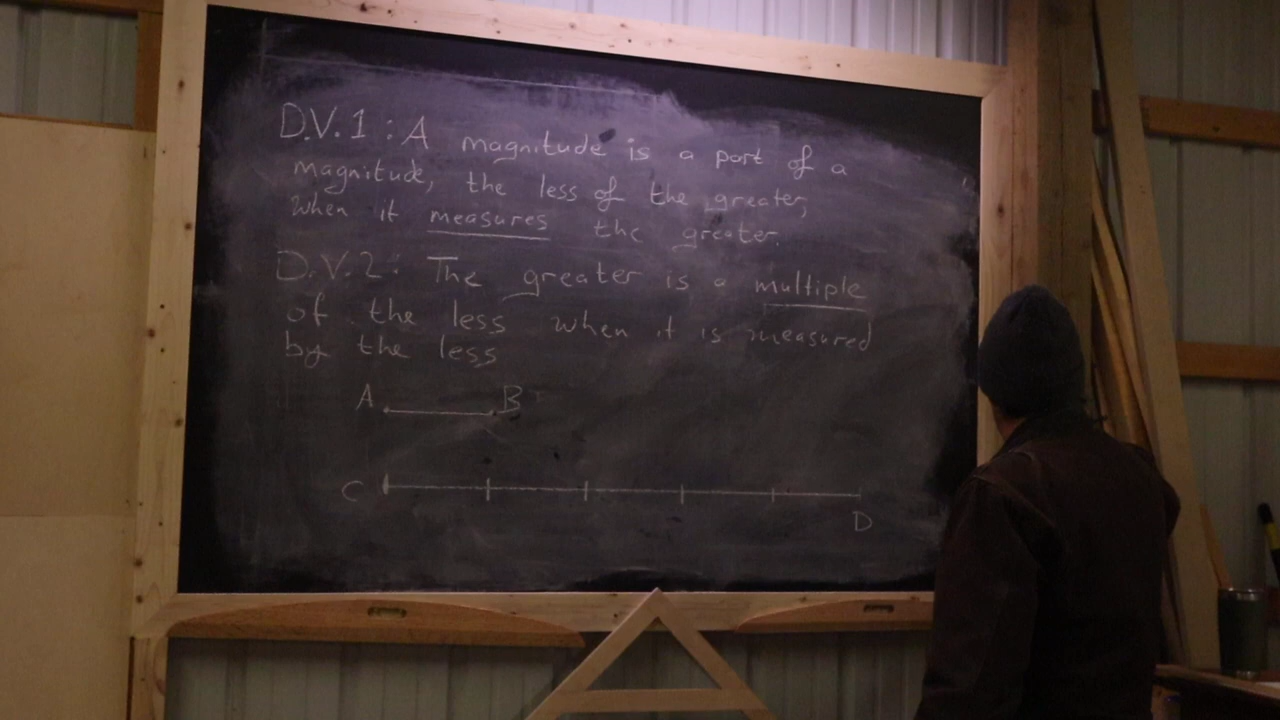 D.V.1 : A magnitude is a part of a
magnitude, the less of the greater,
when it measures the greater.
D.V.2: The greater is a multiple
of the less when it is measured
by the less
A B
C
D